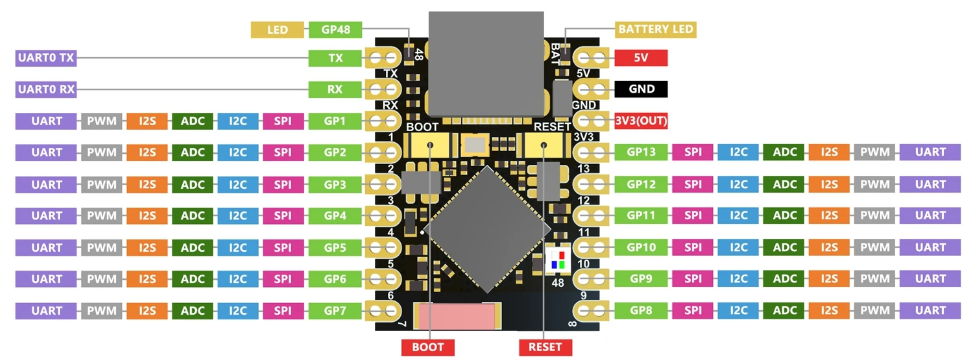 LED GP48 BATTERY LED
48 BAT
UART0 TX TX TX 5V 5V
UART0 RX RX RX GND GND
UART PWM I2S ADC I2C SPI GP1 1 BOOT RESET 3V3 3V3(OUT)
UART PWM I2S ADC I2C SPI GP2 2 13 GP13 SPI I2C ADC I2S PWM UART
UART PWM I2S ADC I2C SPI GP3 3 12 GP12 SPI I2C ADC I2S PWM UART
UART PWM I2S ADC I2C SPI GP4 4 11 GP11 SPI I2C ADC I2S PWM UART
UART PWM I2S ADC I2C SPI GP5 5 10 GP10 SPI I2C ADC I2S PWM UART
UART PWM I2S ADC I2C SPI GP6 6 48 9 GP9 SPI I2C ADC I2S PWM UART
UART PWM I2S ADC I2C SPI GP7 7 8 GP8 SPI I2C ADC I2S PWM UART
BOOT RESET